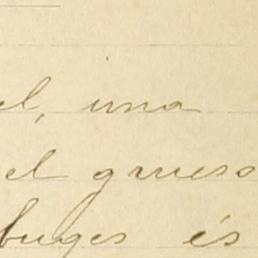 el, una
el grueso
buges és